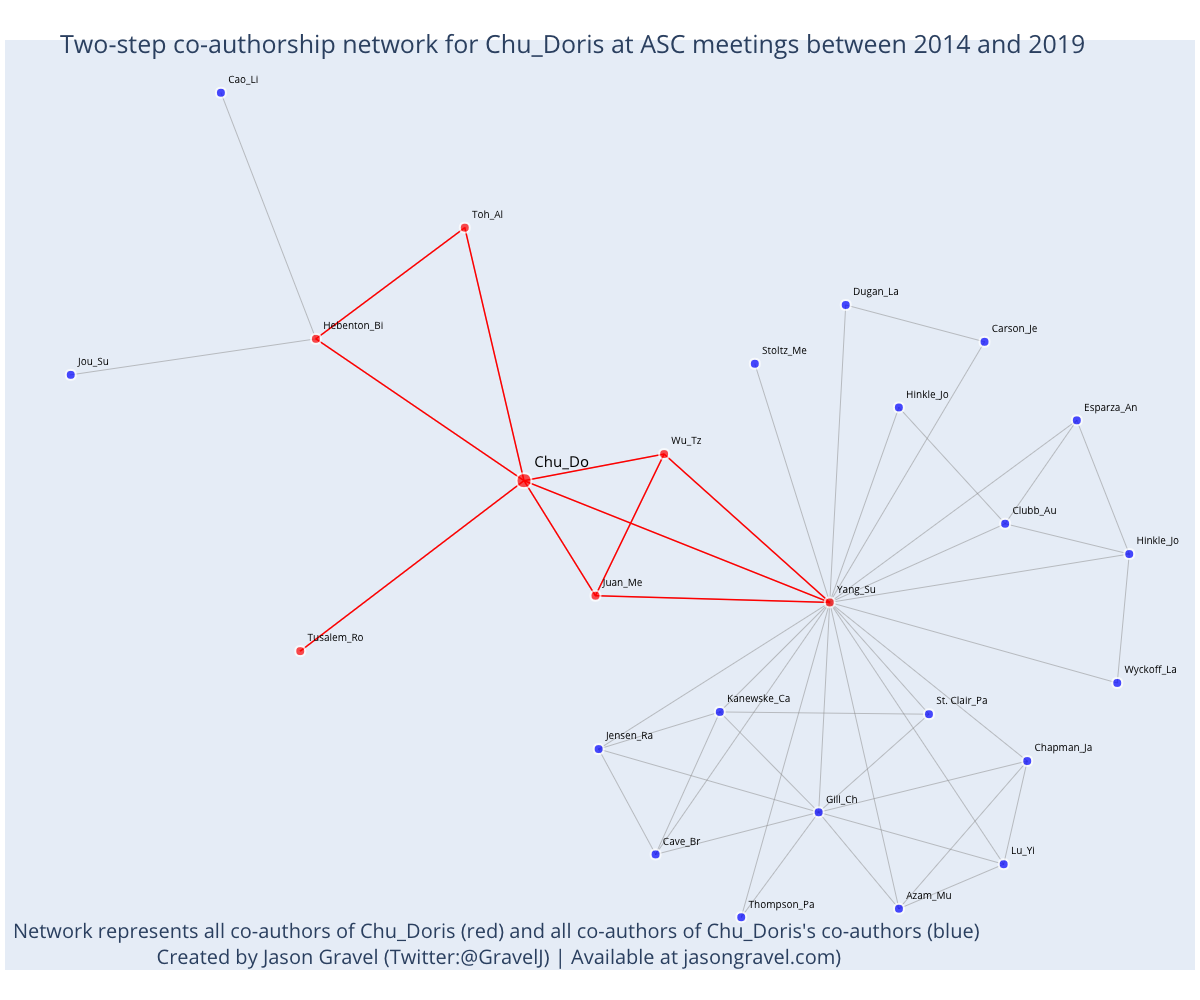 Two-step co-authorship network for Chu_Doris at ASC meetings between 2014 and 2019
Cao_Li
Toh_Al
Dugan_La
Hebenton_Bi
Carson_Je
Stoltz_Me
Jou_Su
Hinkle_Jo
Esparza_An
Wu_Tz
Chu_Do
Clubb_Au
Hinkle_Jo
Juan_Me
Yang_Su
Tusalem_Ro
Wyckoff_La
Kanewske_Ca
St. Clair_Pa
Jensen_Ra
Chapman_Ja
Gill_Ch
Cave_Br
Lu_Yi
Azam_Mu
Thompson_Pa
Network represents all co-authors of Chu_Doris (red) and all co-authors of Chu_Doris's co-authors (blue)
Created by Jason Gravel (Twitter:@GravelJ) | Available at jasongravel.com)